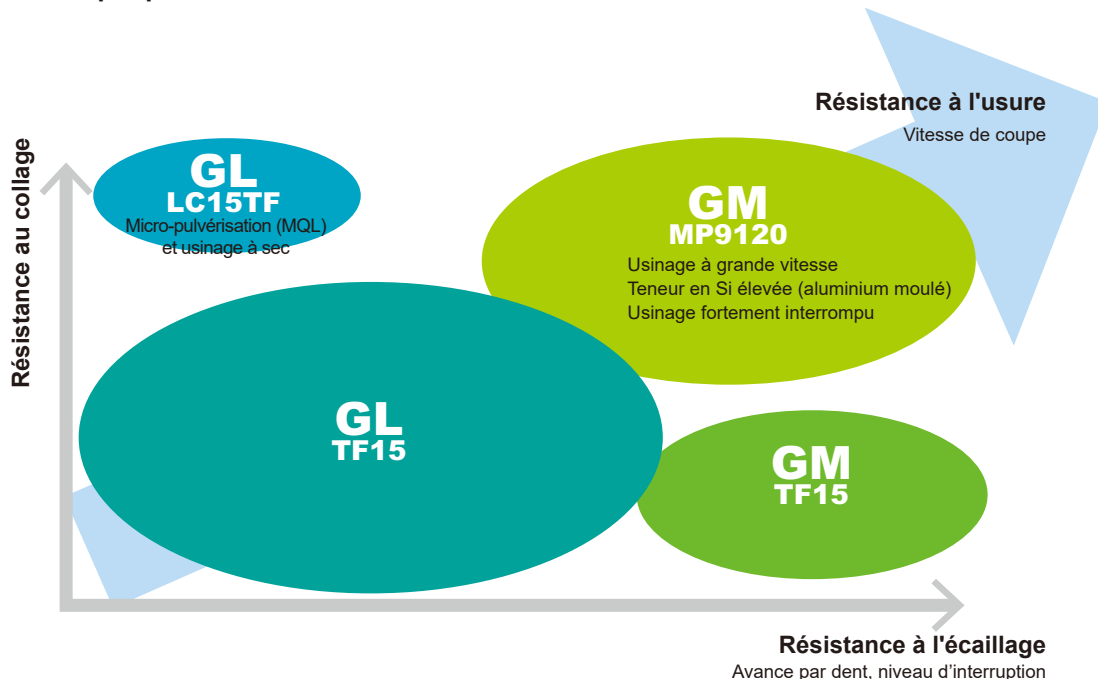 Résistance à l'usure
Vitesse de coupe
Résistance au collage
GL
LC15TF
Micro-pulvérisation (MQL)
et usinage à sec
GM
MP9120
Usinage à grande vitesse
Teneur en Si élevée (aluminium moulé)
Usinage fortement interrompu
GL
TF15
GM
TF15
Résistance à l'écaillage
Avance par dent, niveau d’interruption